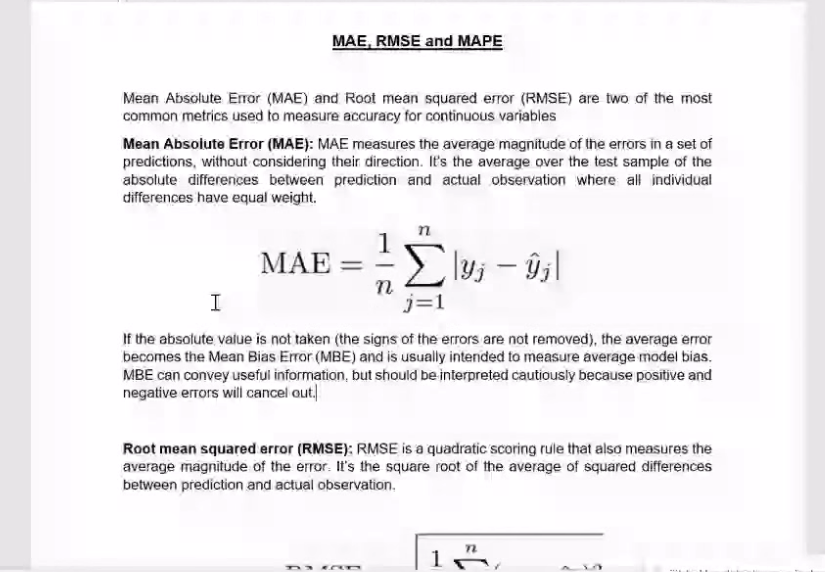 MAE, RMSE and MAPE
Mean Absolute Error (MAE) and Root mean squared error (RMSE) are two of the most
common metrics used to measure accuracy for continuous variables
Mean Absolute Error (MAE): MAE measures the average magnitude of the errors in a set of
predictions, without considering their direction. It's the average over the test sample of the
absolute differences between prediction and actual observation where all individual
differences have equal weight.
MAE = \frac{1}{n} \sum_{j=1}^{n} |y_j - ŷ_j|
If the absolute value is not taken (the signs of the errors are not removed), the average error
becomes the Mean Bias Error (MBE) and is usually intended to measure average model bias.
MBE can convey useful information, but should be interpreted cautiously because positive and
negative errors will cancel out.
Root mean squared error (RMSE): RMSE is a quadratic scoring rule that also measures the
average magnitude of the error. It's the square root of the average of squared differences
between prediction and actual observation.
1 n